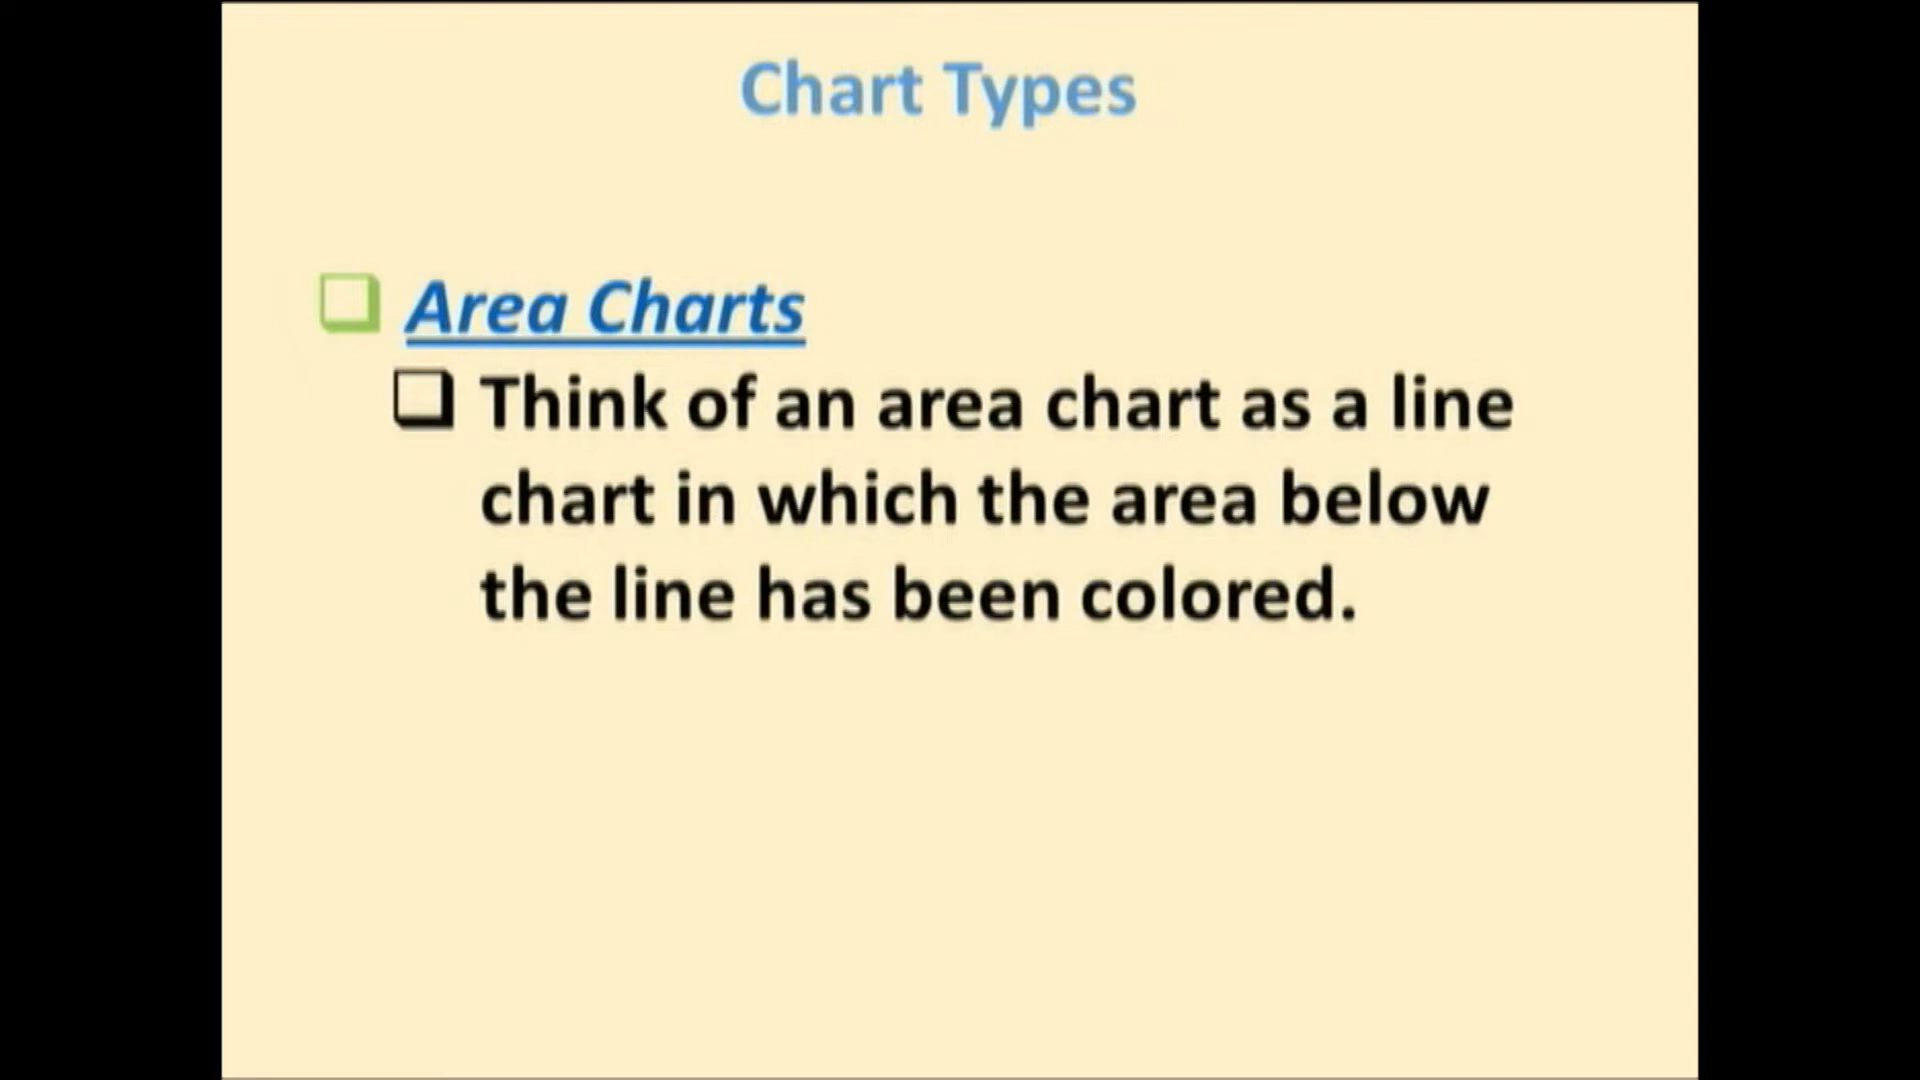 Chart Types
Area Charts
Think of an area chart as a line
chart in which the area below
the line has been colored.